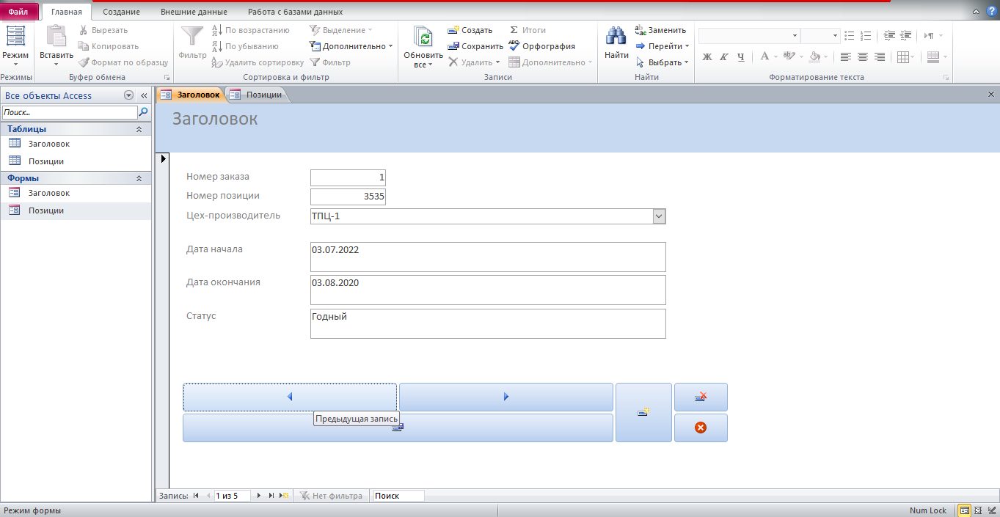 Файл Главная Создание Внешние данные Работа с базами данных
Режим
Режимы
Вставить
Вырезать
Копировать
Формат по образцу
Буфер обмена
Фильтр
По возрастанию
По убыванию
Удалить сортировку
Выделение
Дополнительно
Фильтр
Сортировка и фильтр
Обновить
все
Создать
Сохранить
Удалить
Итоги
Орфография
Дополнительно
Записи
Найти
Заменить
Перейти
Выбрать
Найти
Ж К Ч
Форматирование текста
Все объекты Access
Поиск...
Таблицы
Заголовок
Позиции
Формы
Заголовок
Позиции
Заголовок Позиции
Заголовок
Номер заказа 1
Номер позиции 3535
Цех-производитель ТПЦ-1
Дата начала 03.07.2022
Дата окончания 03.08.2020
Статус Годный
Предыдущая запись
Запись: 1 из 5 Нет фильтра Поиск
Режим формы Num Lock